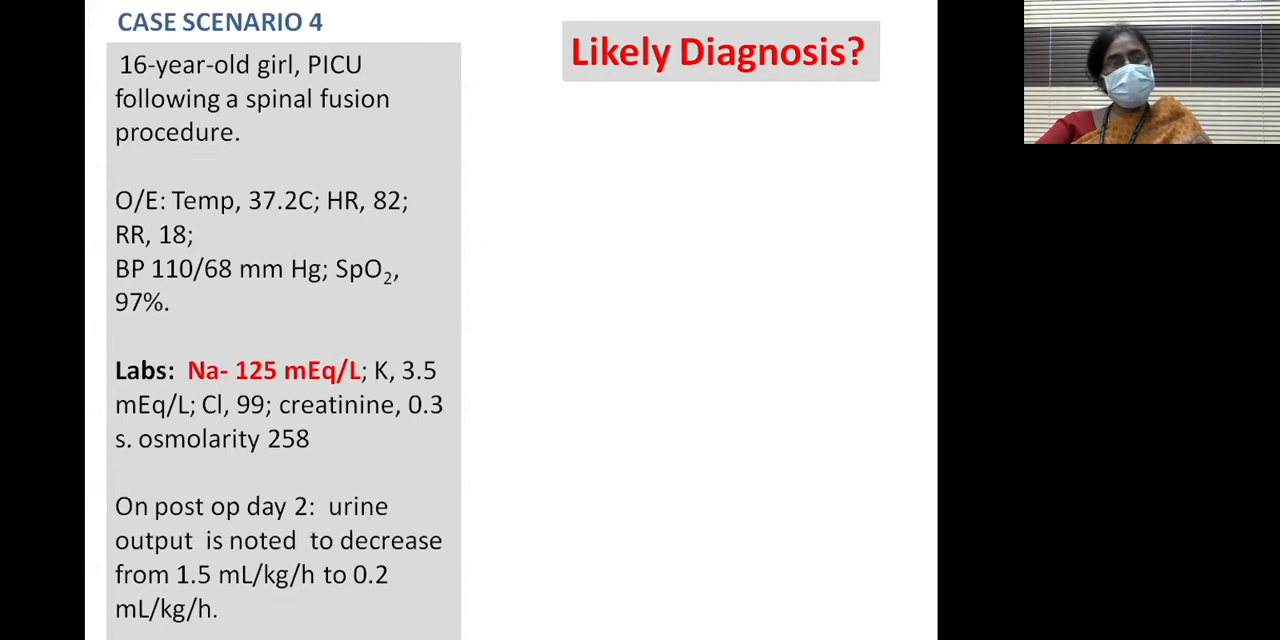 CASE SCENARIO 4
16-year-old girl, PICU
following a spinal fusion
procedure.
O/E: Temp, 37.2C; HR, 82;
RR, 18;
BP 110/68 mm Hg; SpO2,
97%.
Labs: Na- 125 mEq/L; K, 3.5
mEq/L; Cl, 99; creatinine, 0.3
s. osmolarity 258
On post op day 2: urine
output is noted to decrease
from 1.5 mL/kg/h to 0.2
mL/kg/h.
Likely Diagnosis?